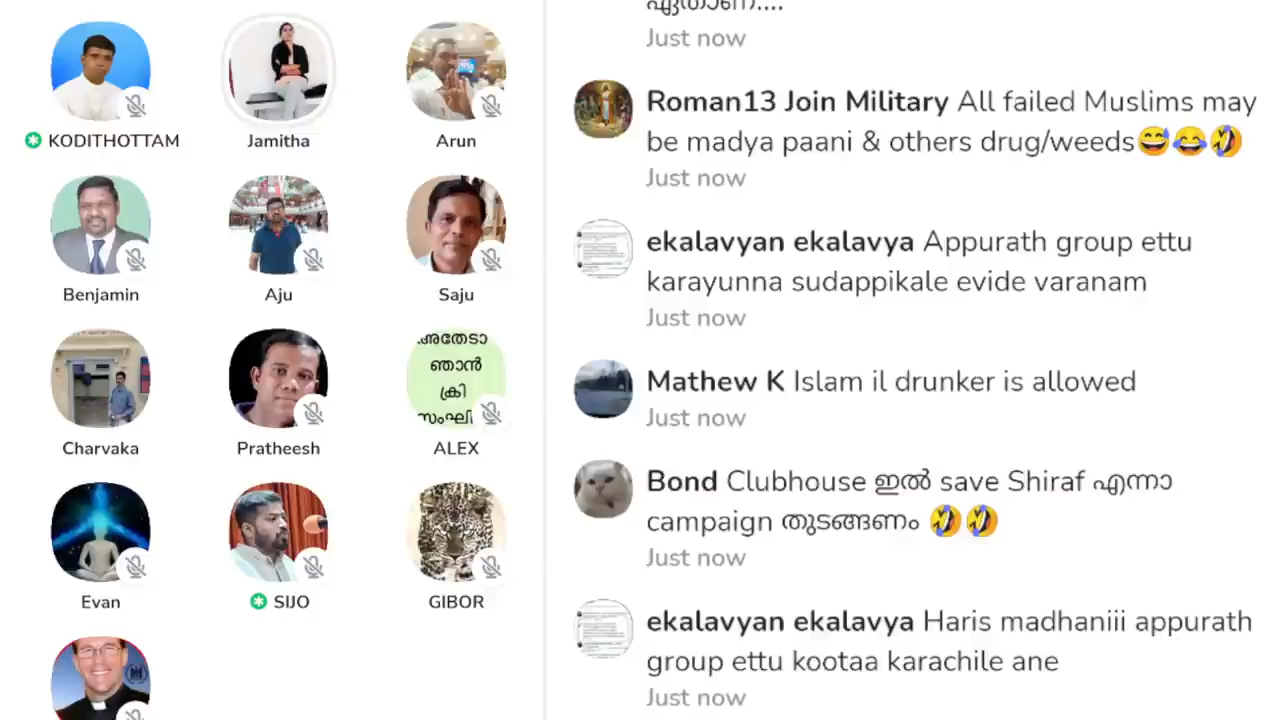 KODITHOTTAM
Jamitha
Arun
Benjamin
Aju
Saju
Charvaka
Pratheesh
അതേടാ
ഞാൻ
ക്രി
സംഘി
ALEX
Evan
SIJO
GIBOR
ഏതാണ്....
Just now
Roman13 Join Military All failed Muslims may
be madya paani & others drug/weeds😅😂🤣
Just now
ekalavyan ekalavya Appurath group ettu
karayunna sudappikale evide varanam
Just now
Mathew K Islam il drunker is allowed
Just now
Bond Clubhouse ഇൽ save Shiraf എന്നാ
campaign തുടങ്ങണം 🤣🤣
Just now
ekalavyan ekalavya Haris madhaniii appurath
group ettu kootaa karachile ane
Just now